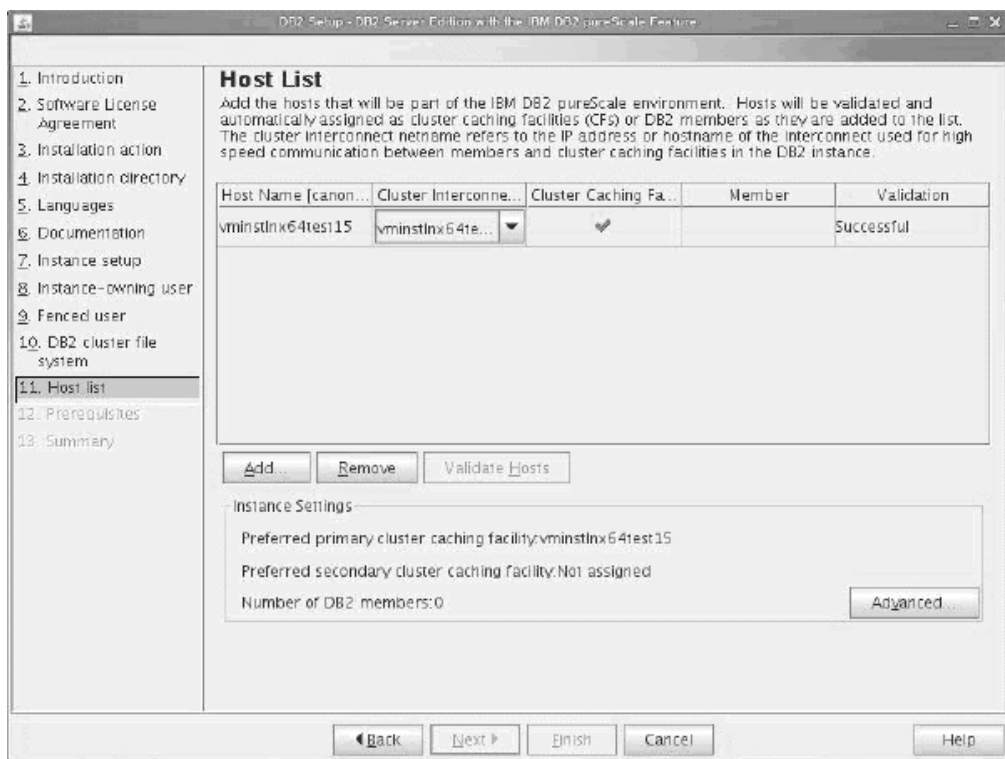 DB2 Setup - DB2 Server Edition with the IBM DB2 pureScale Feature
1. Introduction
2. Software License
Agreement
3. Installation action
4. Installation directory
5. Languages
6. Documentation
7. Instance setup
8. Instance-owning user
9. Fenced user
10. DB2 cluster file
system
11. Host list
12. Prerequisites
13. Summary
Host List
Add the hosts that will be part of the IBM DB2 pureScale environment. Hosts will be validated and
automatically assigned as cluster caching facilities (CFs) or DB2 members as they are added to the list.
The cluster interconnect netname refers to the IP address or hostname of the interconnect used for high
speed communication between members and cluster caching facilities in the DB2 instance.
Host Name [canon... Cluster Interconne... Cluster Caching Fa... Member Validation
vminstlnx64test15 vminstlnx64te... Successful
Add... Remove Validate Hosts
Instance Settings
Preferred primary cluster caching facility:vminstlnx64test15
Preferred secondary cluster caching facility:Not assigned
Number of DB2 members:0
Advanced...
Back Next Finish Cancel Help